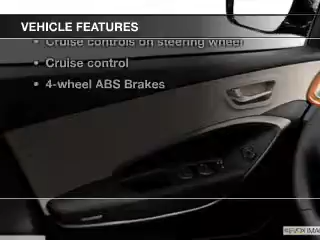 VEHICLE FEATURES
• Cruise controls on steering wheel
• Cruise control
• 4-wheel ABS Brakes